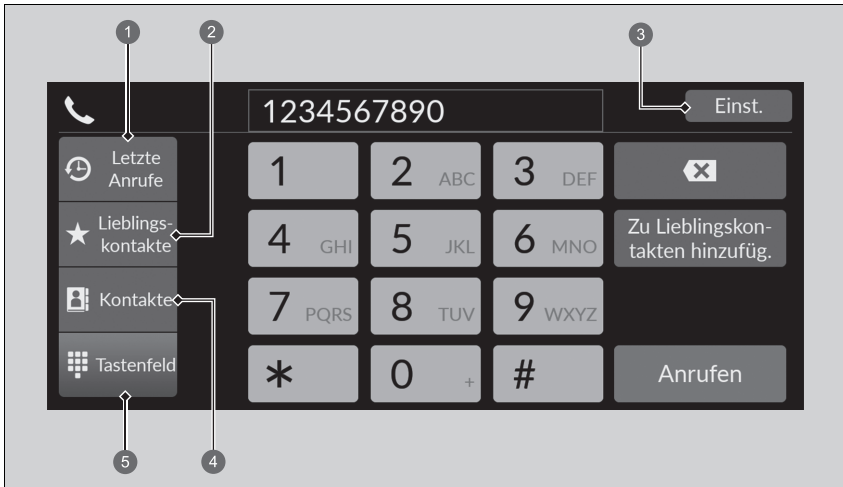 1
2
3
1234567890
Einst.
Letzte
Anrufe
1
2 ABC
3 DEF
Lieblings-
kontakte
4 GHI
5 JKL
6 MNO
Zu Lieblingskon-
takten hinzufüg.
Kontakte
7 PQRS
8 TUV
9 WXYZ
Tastenfeld
*
0 +
#
Anrufen
5
4